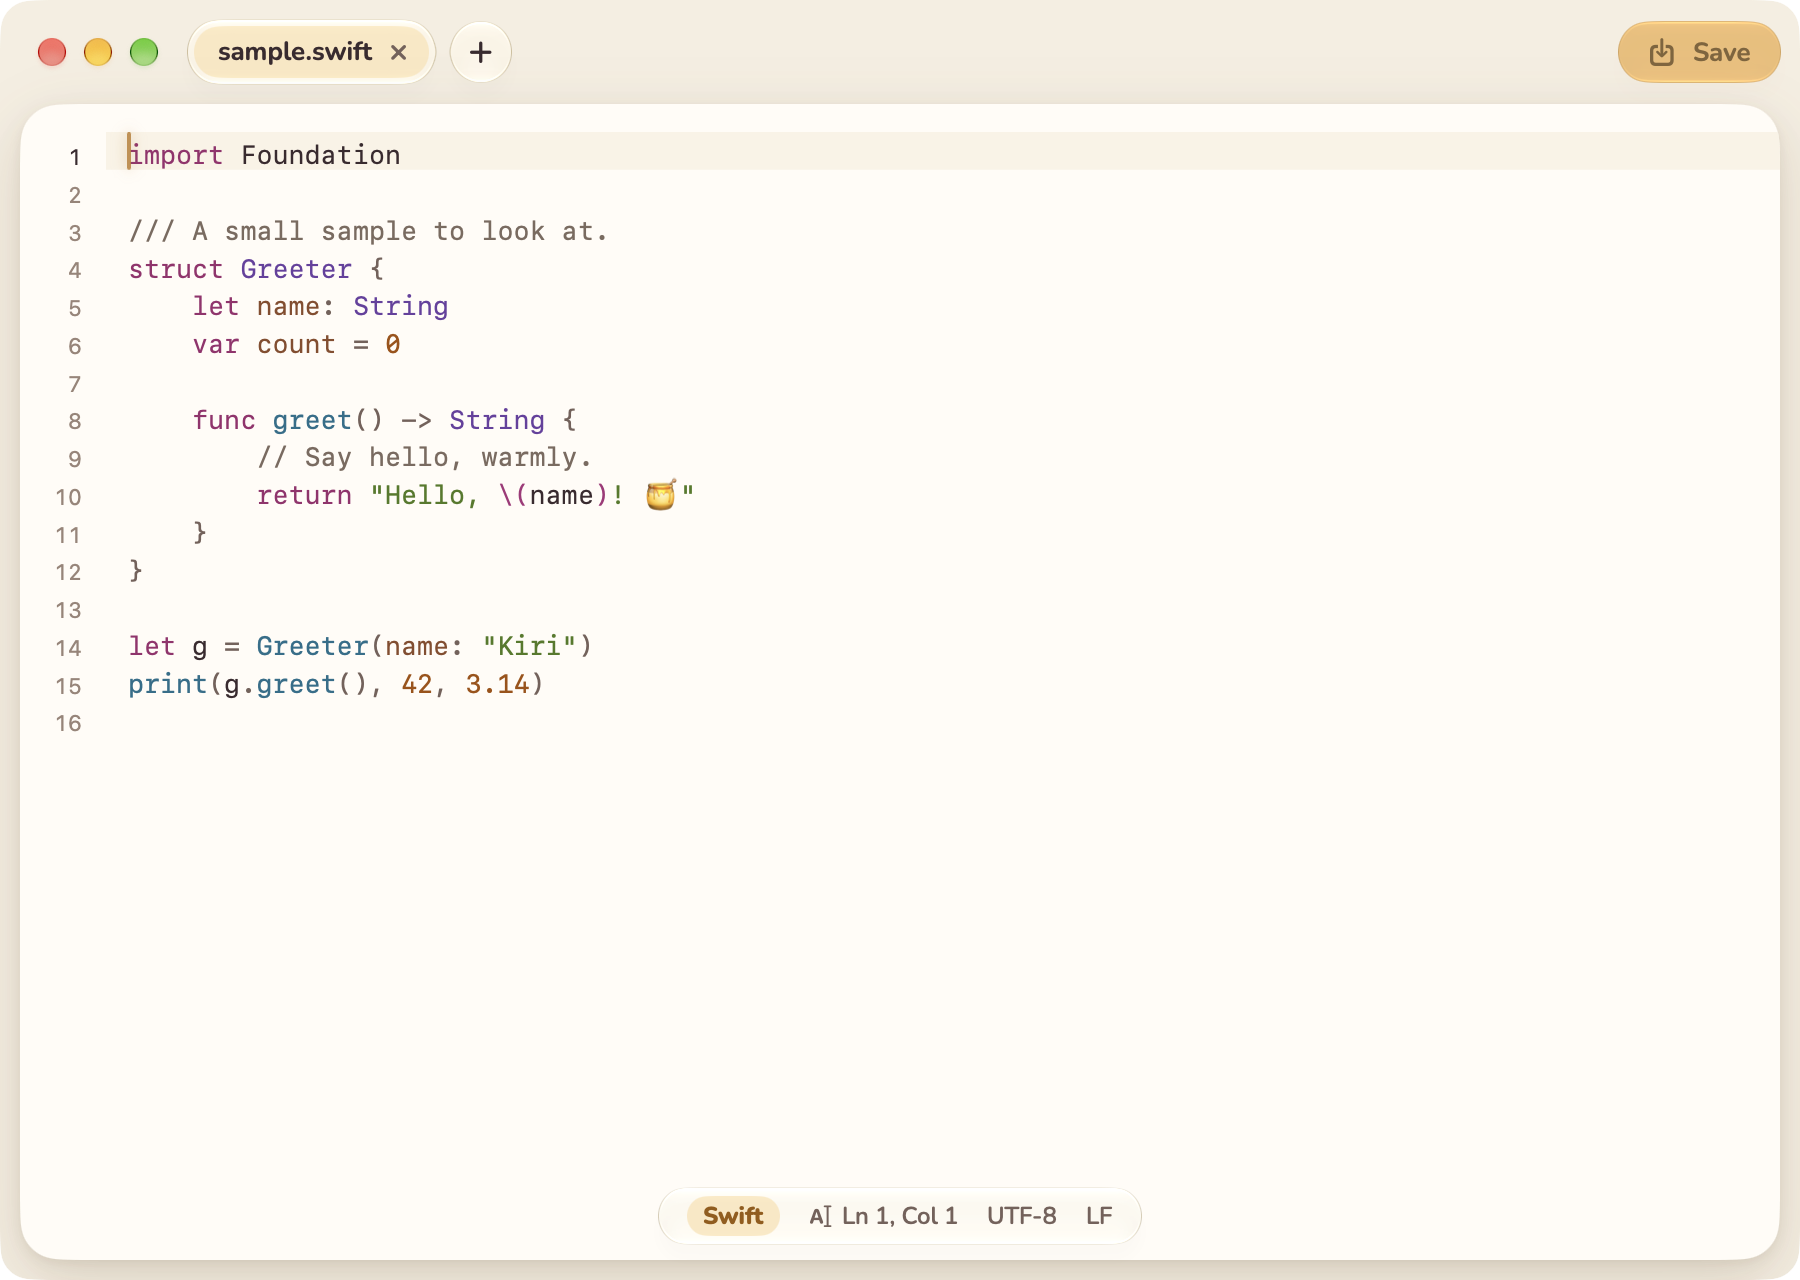 sample.swift
Save
1 import Foundation
2
3 /// A small sample to look at.
4 struct Greeter {
5     let name: String
6     var count = 0
7
8     func greet() -> String {
9         // Say hello, warmly.
10         return "Hello, \(name)! 🍯"
11     }
12 }
13
14 let g = Greeter(name: "Kiri")
15 print(g.greet(), 42, 3.14)
16
Swift Ln 1, Col 1 UTF-8 LF